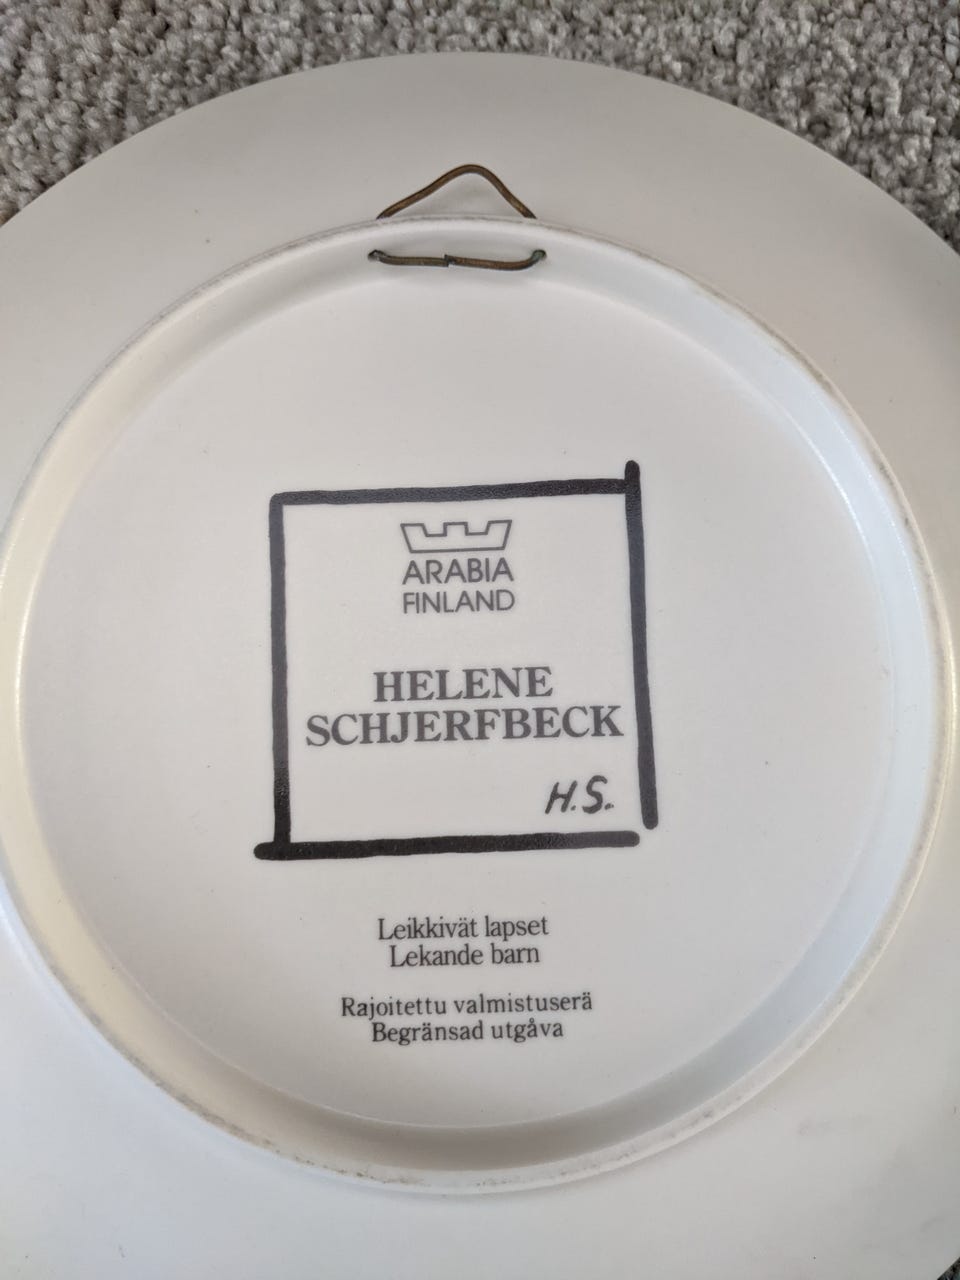 ARABIA
FINLAND
HELENE
SCHJERFBECK
H.S.
Leikkivät lapset
Lekande barn
Rajoitettu valmistuserä
Begränsad utgåva